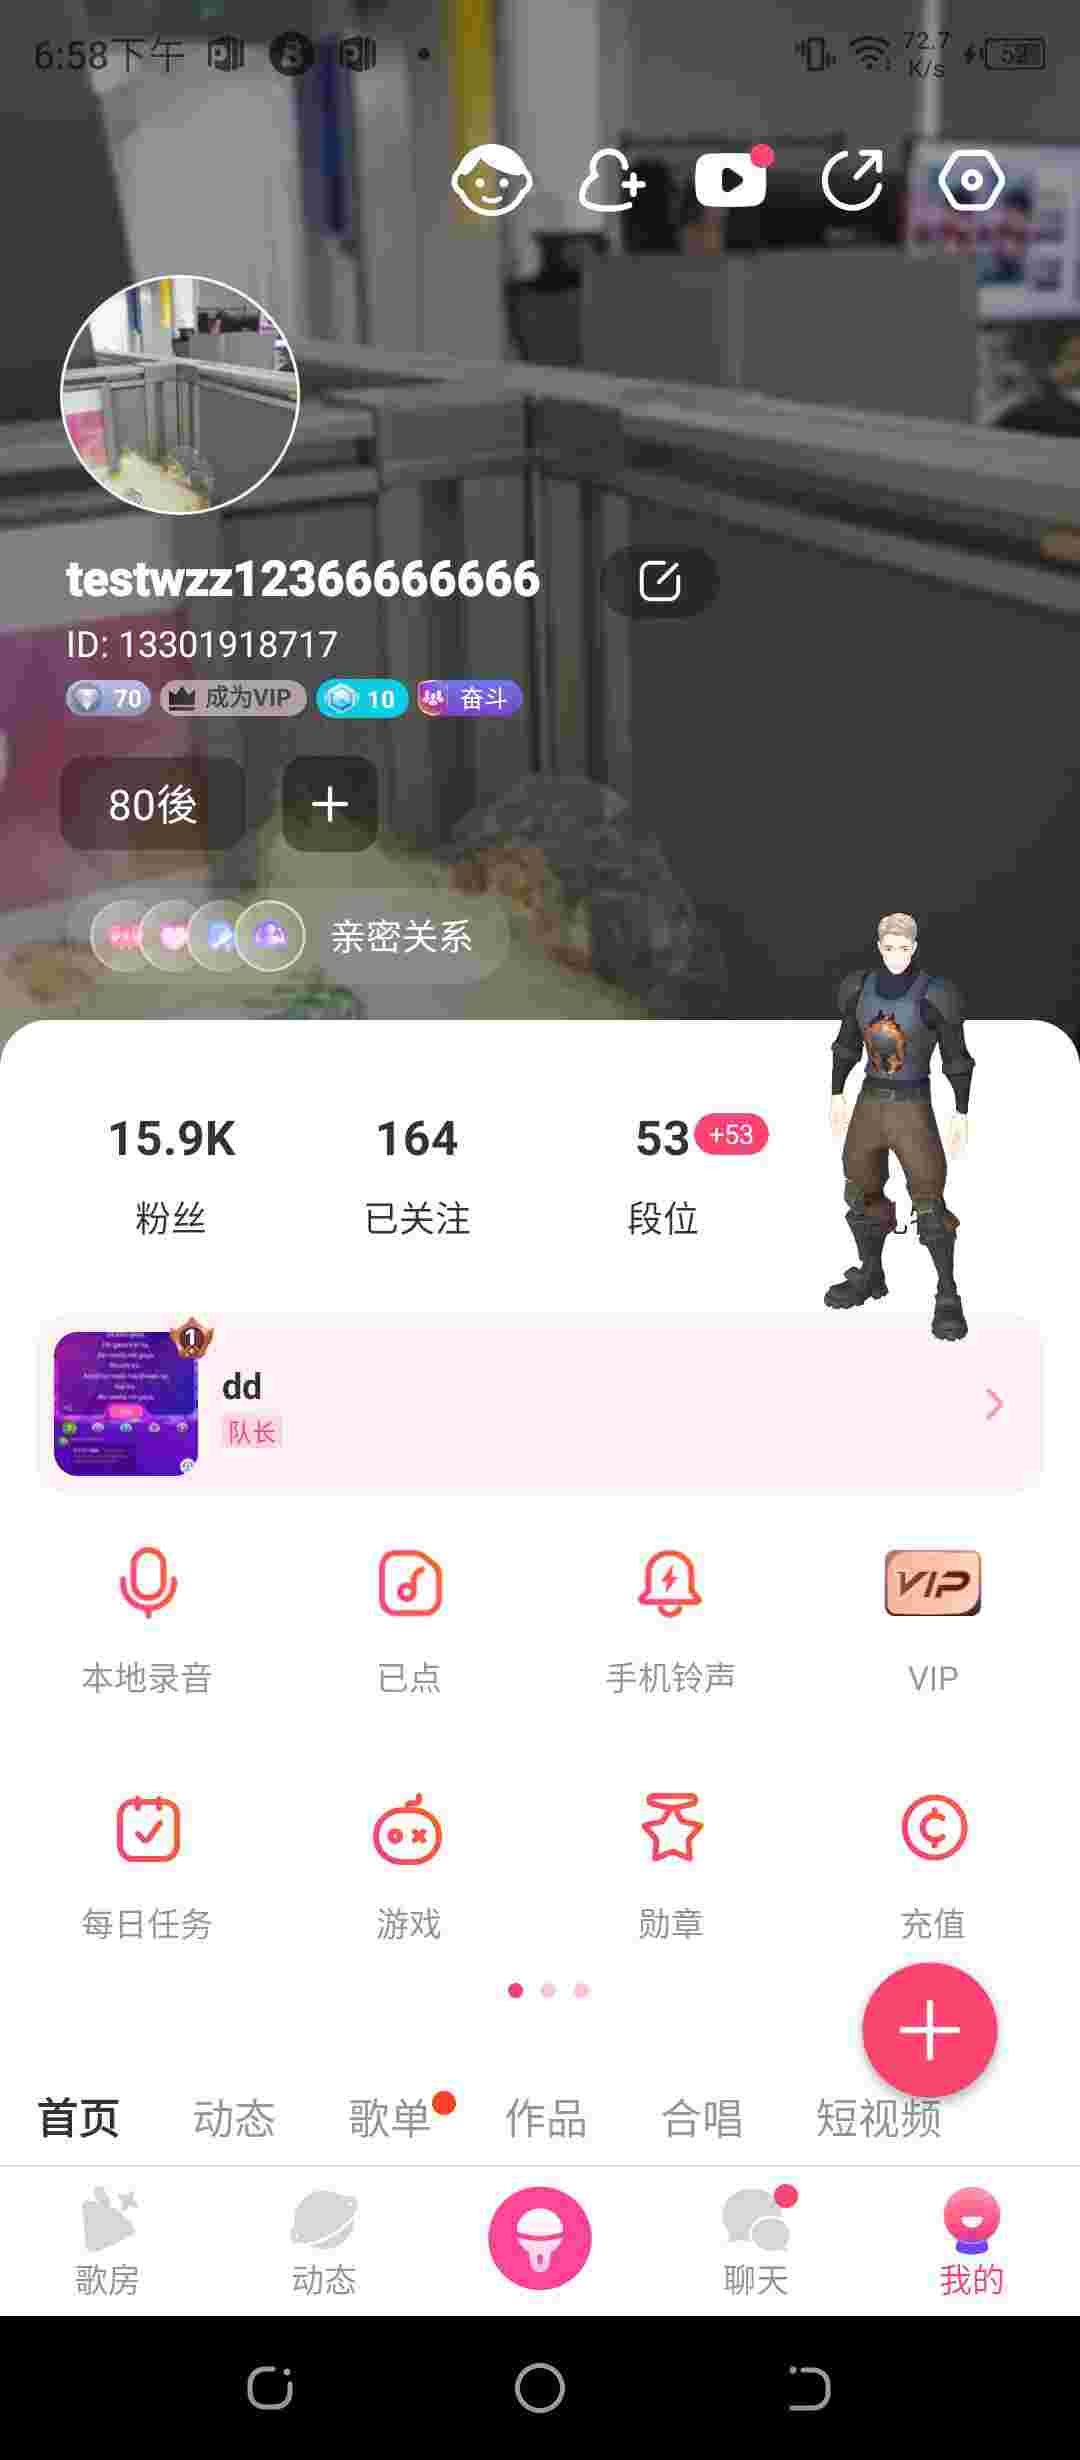 6:58下午
72.7
K/s
testwzz12366666666
ID: 13301918717
70 成为VIP 10 奋斗
80後
亲密关系
15.9K 164 53 +53
粉丝 已关注 段位
1
dd
队长
本地录音 已点 手机铃声 VIP
每日任务 游戏 勋章 充值
首页 动态 歌单 作品 合唱 短视频
歌房 动态 聊天 我的